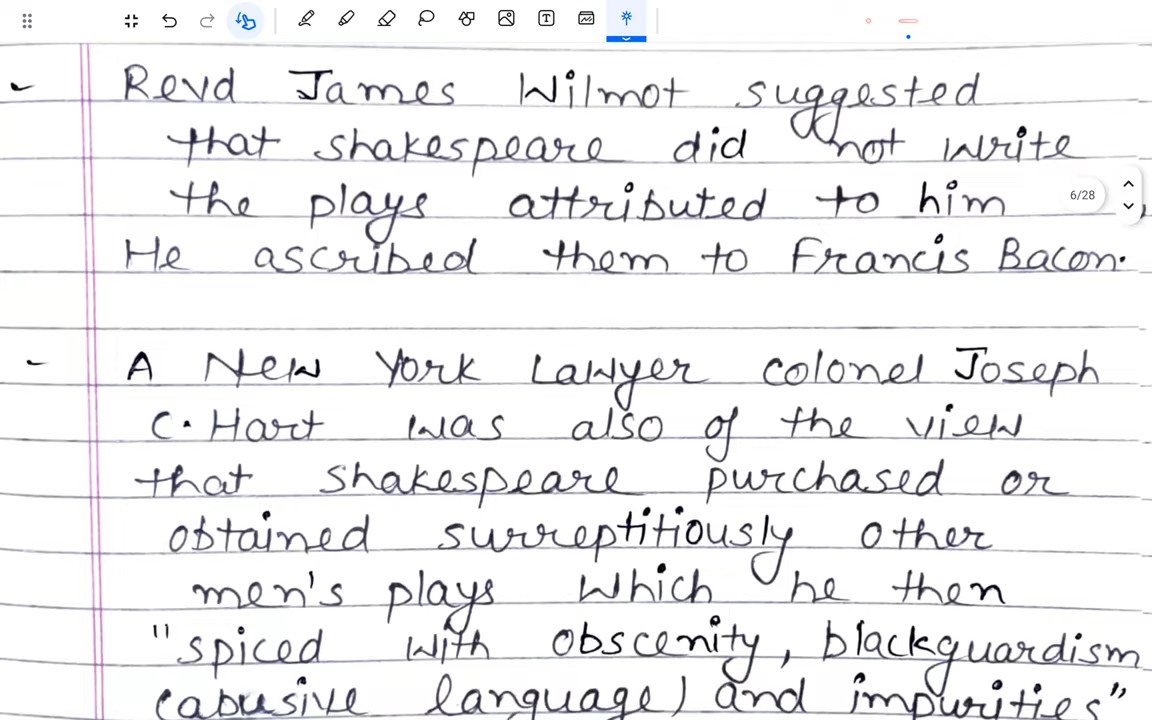 6/28
- Revd James Wilmot suggested
that shakespeare did not write
the plays attributed to him,
He ascribed them to Francis Bacon.
- A New York Lawyer colonel Joseph
C. Hart was also of the view
that shakespeare purchased or
obtained surreptitiously other
men's plays which he then
"spiced with obscenity, blackguardism
(abusive language) and impurities"